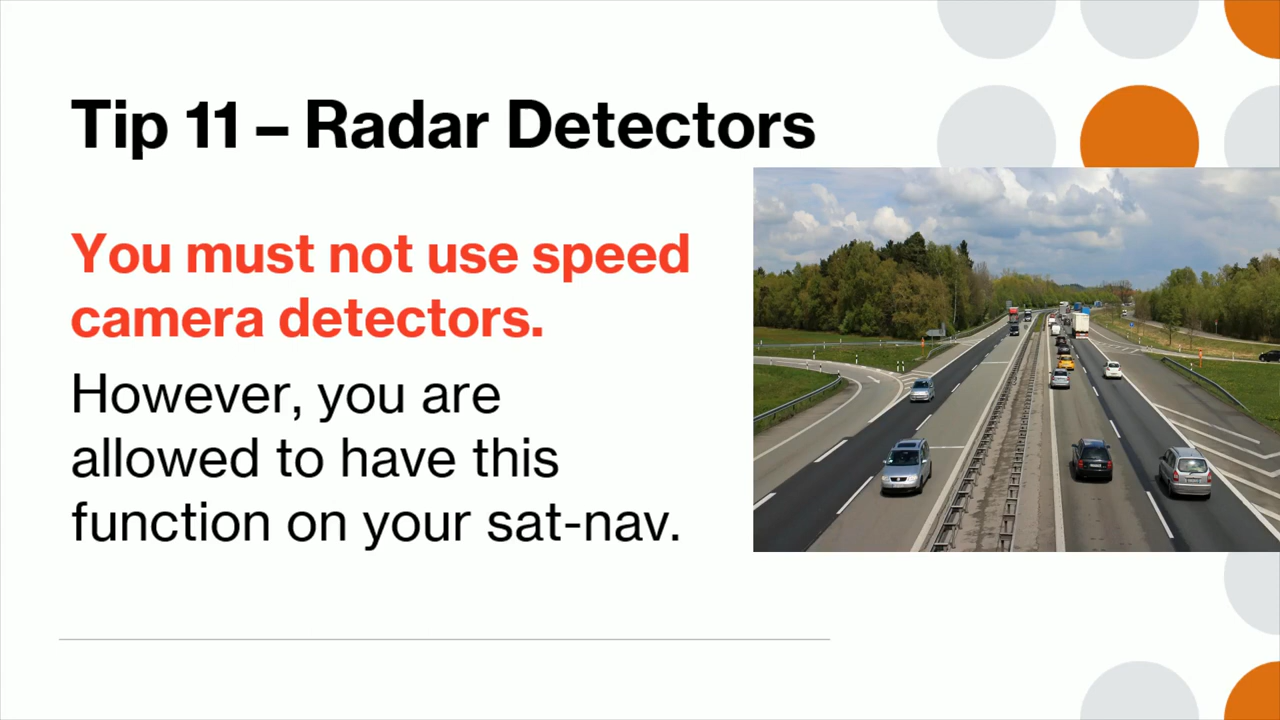 Tip 11 – Radar Detectors
You must not use speed
camera detectors.
However, you are
allowed to have this
function on your sat-nav.